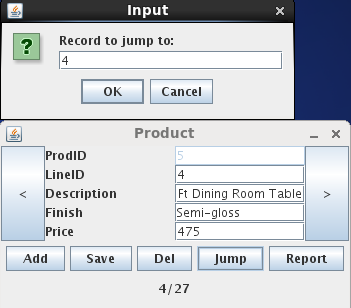 Input
Record to jump to:
4
OK Cancel
Product
ProdID 5
LineID 4
Description Ft Dining Room Table
Finish Semi-gloss
Price 475
< >
Add Save Del Jump Report
4/27